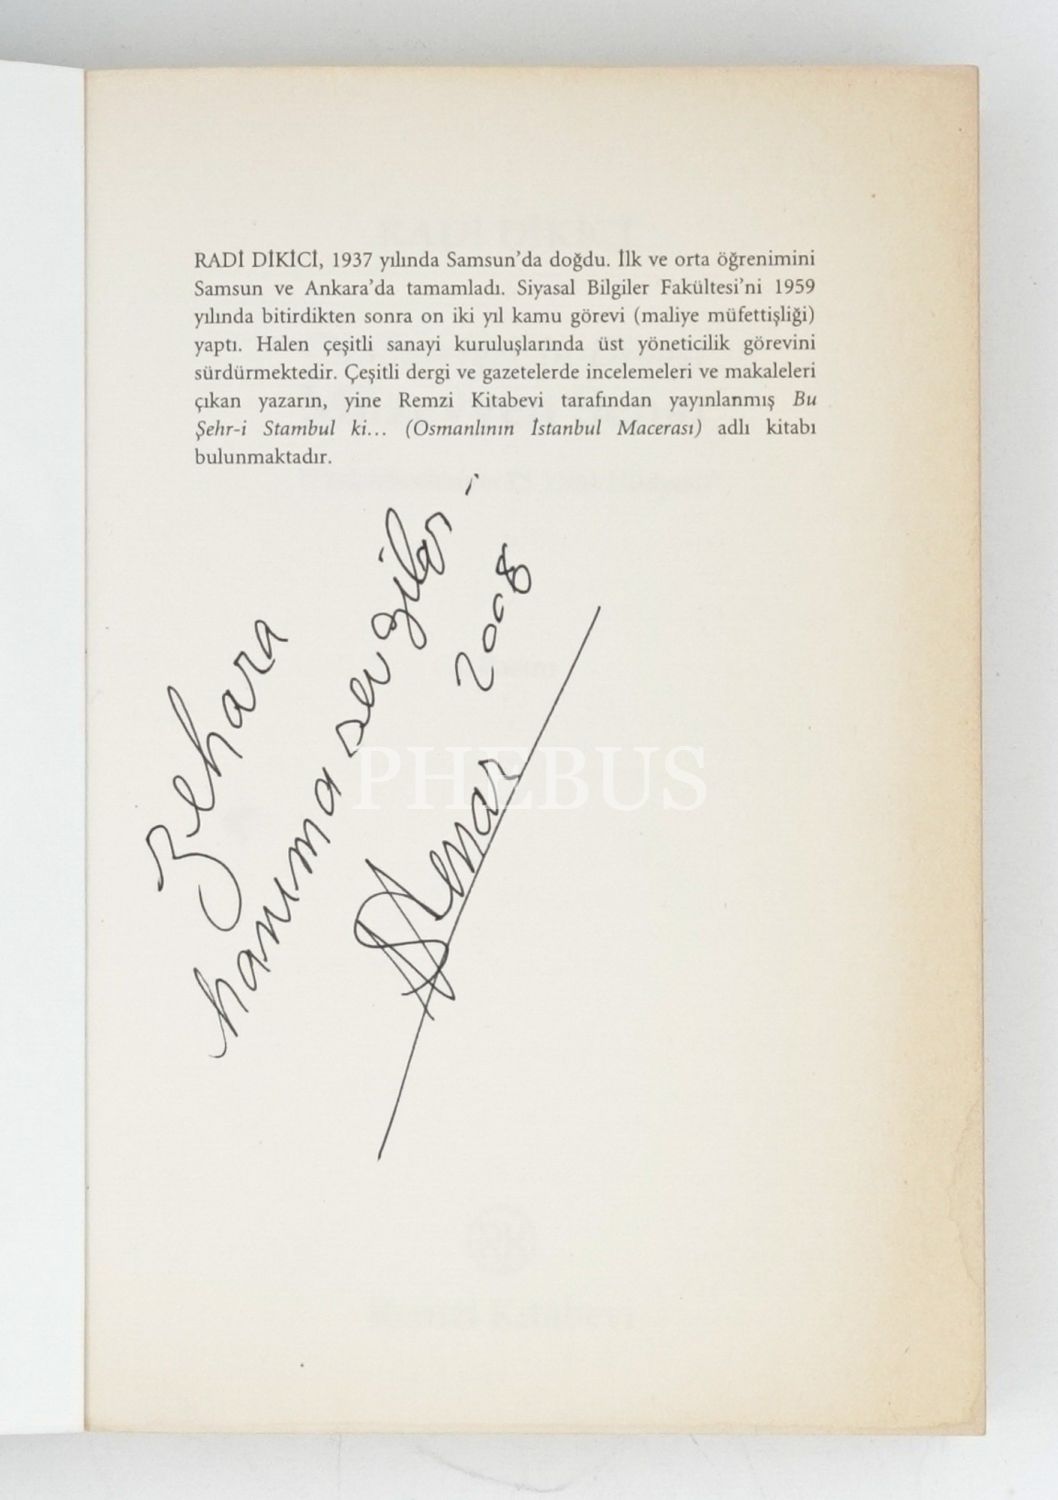 RADİ DİKİCİ, 1937 yılında Samsun'da doğdu. İlk ve orta öğrenimini
Samsun ve Ankara'da tamamladı. Siyasal Bilgiler Fakültesi'ni 1959
yılında bitirdikten sonra on iki yıl kamu görevi (maliye müfettişliği)
yaptı. Halen çeşitli sanayi kuruluşlarında üst yöneticilik görevini
sürdürmektedir. Çeşitli dergi ve gazetelerde incelemeleri ve makaleleri
çıkan yazarın, yine Remzi Kitabevi tarafından yayınlanmış Bu
Şehr-i Stambul ki... (Osmanlının İstanbul Macerası) adlı kitabı
bulunmaktadır.
Zehara
hanıma
2008
PHEBUS
Remzi Kitabevi